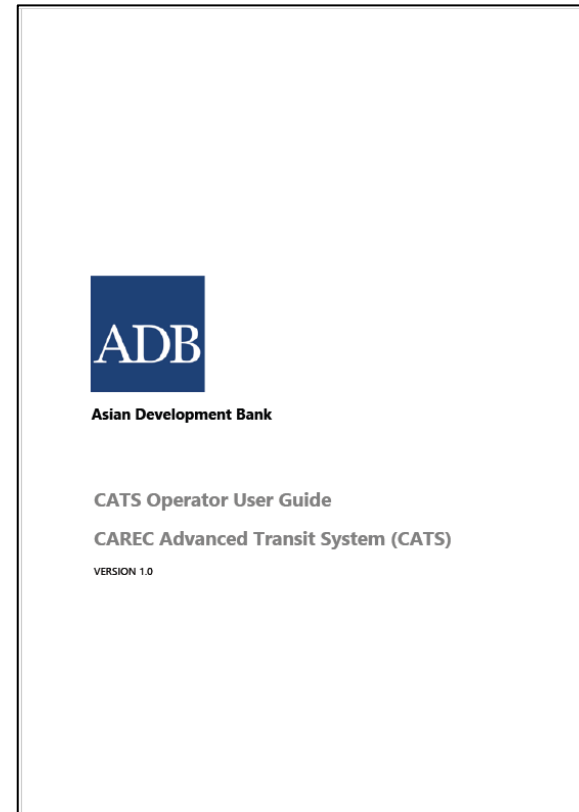 ADB
Asian Development Bank
CATS Operator User Guide
CAREC Advanced Transit System (CATS)
VERSION 1.0